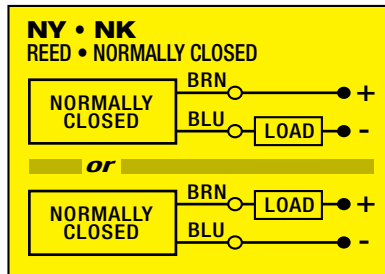 NY • NK
REED • NORMALLY CLOSED
NORMALLY
CLOSED
BRN
+
BLU
LOAD
-
or
NORMALLY
CLOSED
BRN
LOAD
+
BLU
-